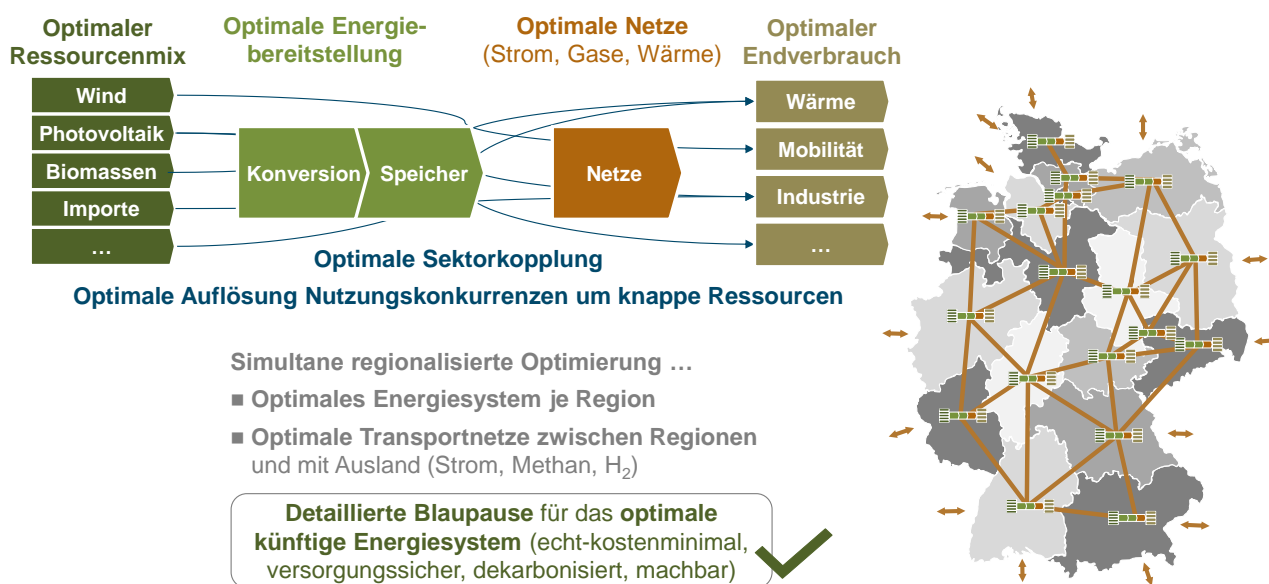 Optimaler
Ressourcenmix
Wind
Photovoltaik
Biomassen
Importe
...
Optimale Energie-
bereitstellung
Konversion
Speicher
Optimale Netze
(Strom, Gase, Wärme)
Netze
Optimaler
Endverbrauch
Wärme
Mobilität
Industrie
...
Optimale Sektorkopplung
Optimale Auflösung Nutzungskonkurrenzen um knappe Ressourcen
Simultane regionalisierte Optimierung ...
■ Optimales Energiesystem je Region
■ Optimale Transportnetze zwischen Regionen
und mit Ausland (Strom, Methan, H₂)
Detaillierte Blaupause für das optimale
künftige Energiesystem (echt-kostenminimal,
versorgungssicher, dekarbonisiert, machbar)